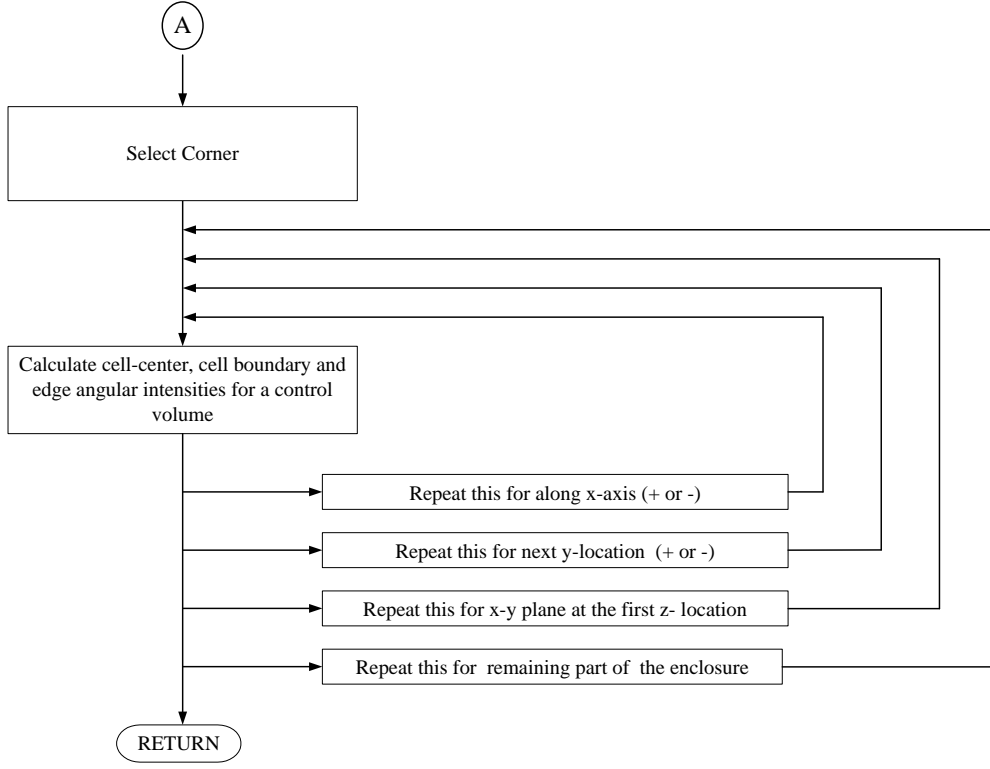 A
Select Corner
Calculate cell-center, cell boundary and
edge angular intensities for a control
volume
Repeat this for along x-axis (+ or -)
Repeat this for next y-location (+ or -)
Repeat this for x-y plane at the first z- location
Repeat this for remaining part of the enclosure
RETURN